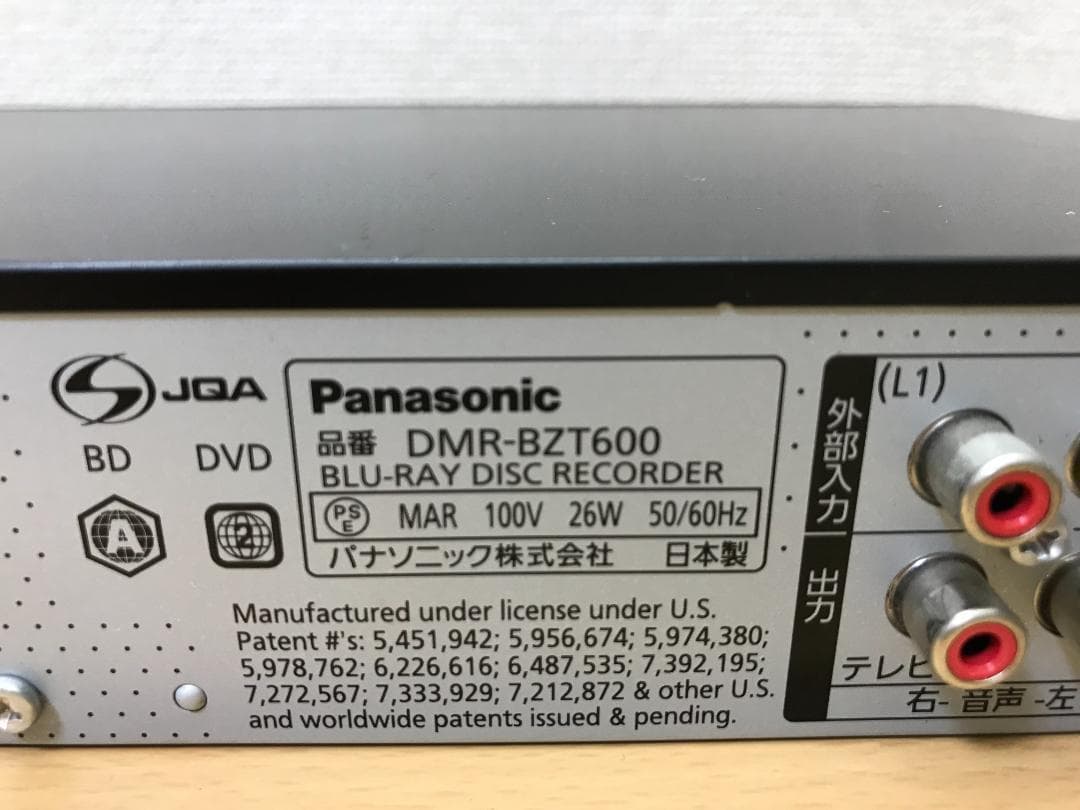 JQA
BD DVD
A 2
Panasonic
品番 DMR-BZT600
BLU-RAY DISC RECORDER
PSE MAR 100V 26W 50/60Hz
パナソニック株式会社 日本製
Manufactured under license under U.S.
Patent #'s: 5,451,942; 5,956,674; 5,974,380;
5,978,762; 6,226,616; 6,487,535; 7,392,195;
7,272,567; 7,333,929; 7,212,872 & other U.S.
and worldwide patents issued & pending.
(L1)
外部入力
出力
テレビ
右- 音声 -左